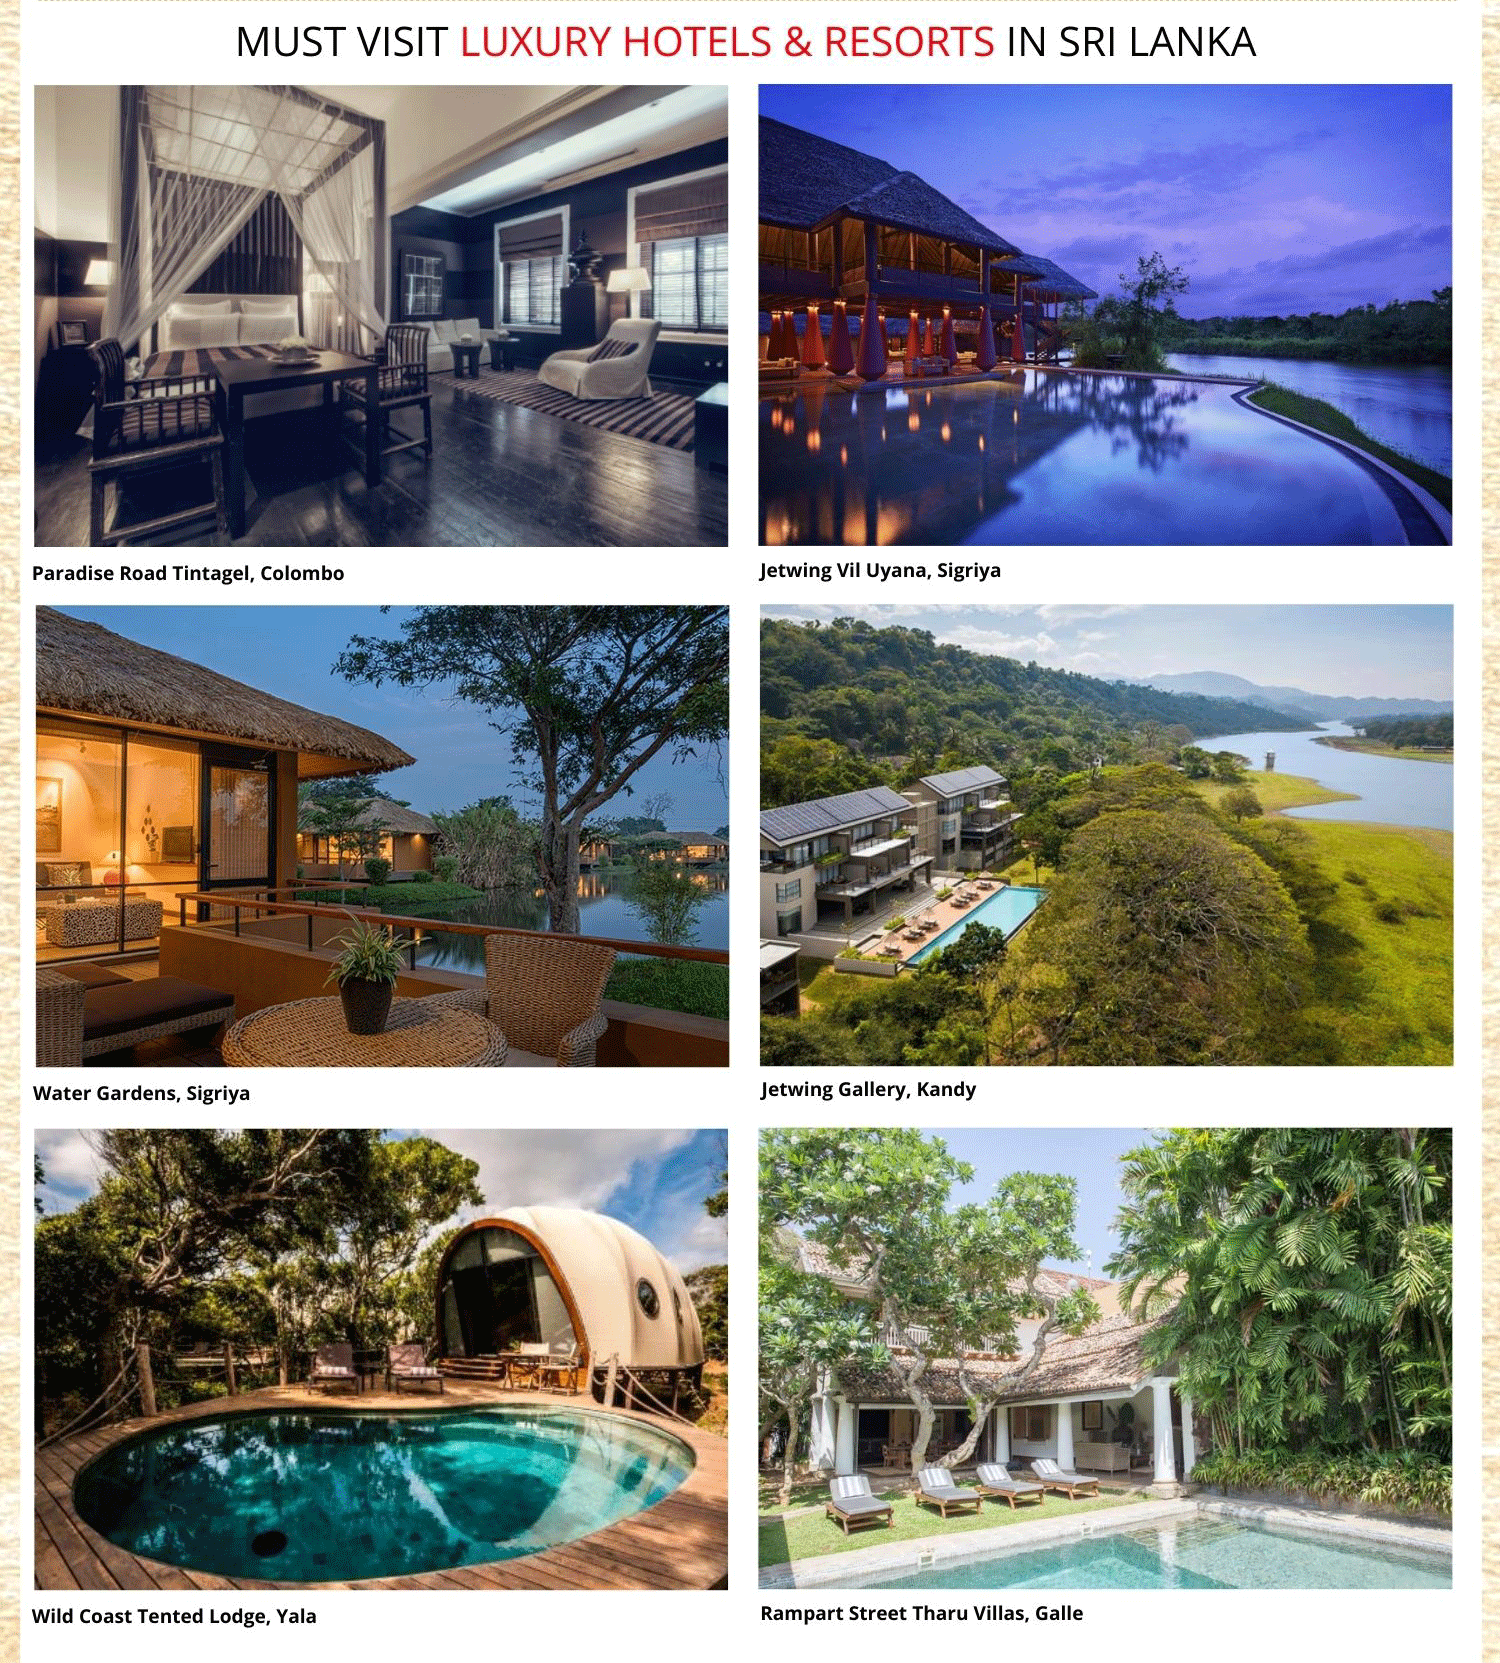 MUST VISIT LUXURY HOTELS & RESORTS IN SRI LANKA
Paradise Road Tintagel, Colombo
Jetwing Vil Uyana, Sigriya
Water Gardens, Sigriya
Jetwing Gallery, Kandy
Wild Coast Tented Lodge, Yala
Rampart Street Tharu Villas, Galle